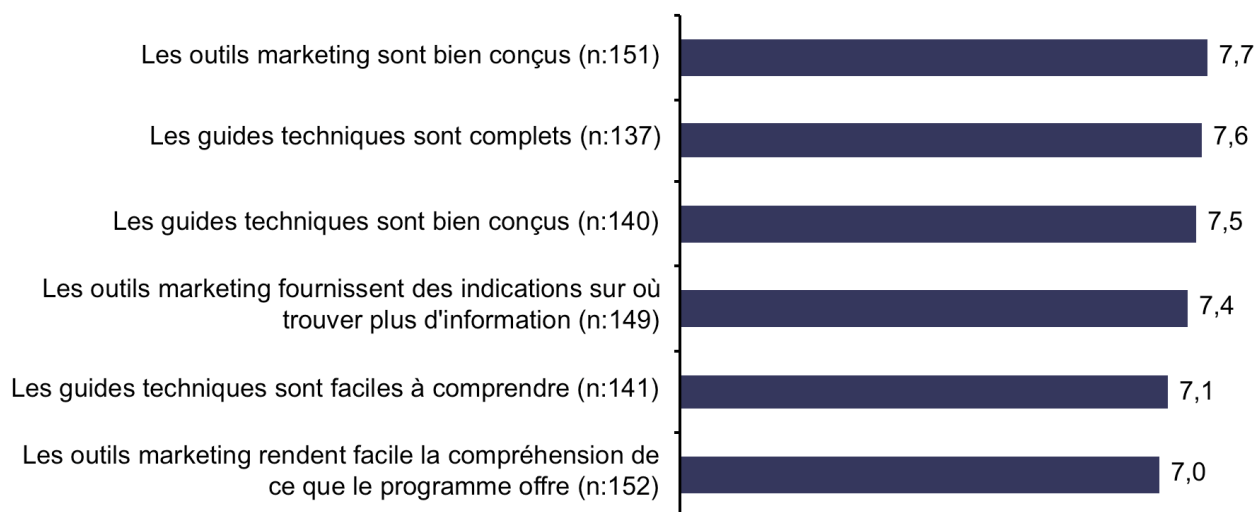 Les outils marketing sont bien conçus (n:151)
7,7
Les guides techniques sont complets (n:137)
7,6
Les guides techniques sont bien conçus (n:140)
7,5
Les outils marketing fournissent des indications sur où
trouver plus d'information (n:149)
7,4
Les guides techniques sont faciles à comprendre (n:141)
7,1
Les outils marketing rendent facile la compréhension de
ce que le programme offre (n:152)
7,0